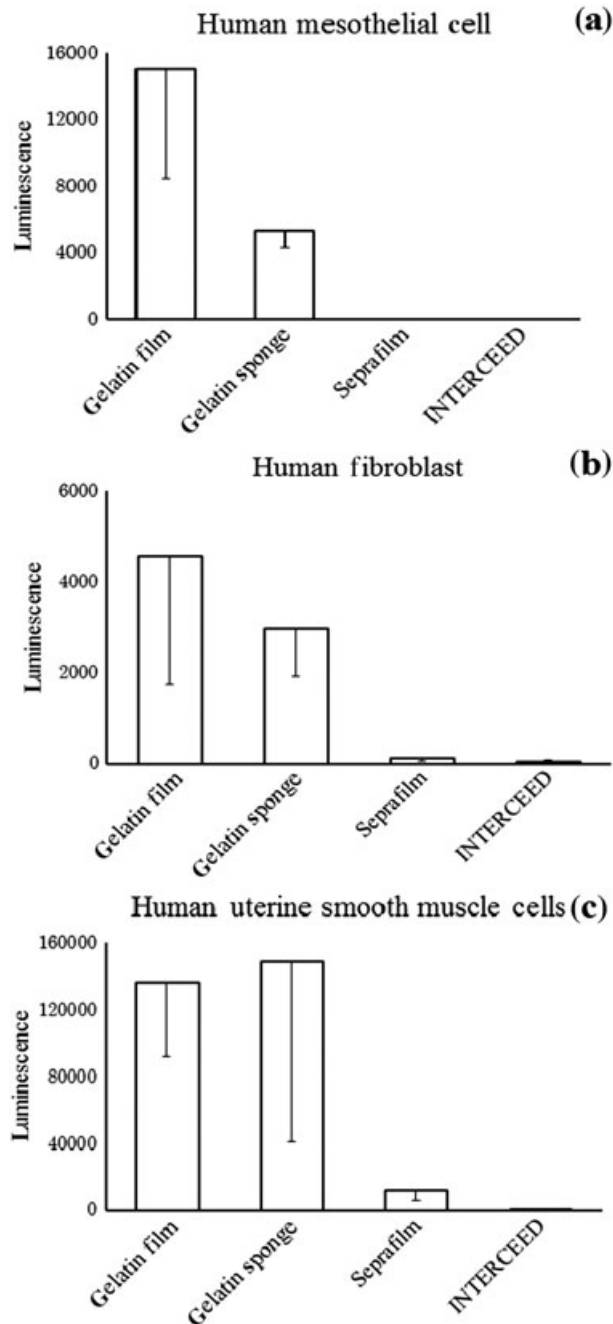 Human mesothelial cell (a)
Luminescence
16000
12000
8000
4000
0
Gelatin film
Gelatin sponge
Seprafilm
INTERCEED
Human fibroblast (b)
Luminescence
6000
4000
2000
0
Gelatin film
Gelatin sponge
Seprafilm
INTERCEED
Human uterine smooth muscle cells (c)
Luminescence
160000
120000
80000
40000
0
Gelatin film
Gelatin sponge
Seprafilm
INTERCEED